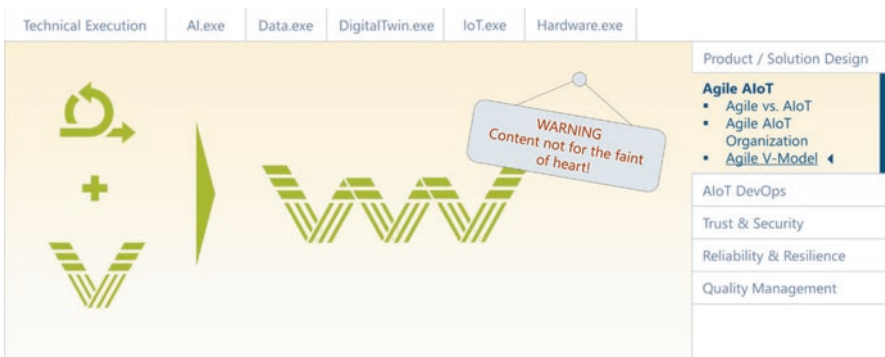 Technical Execution
AI.exe
Data.exe
DigitalTwin.exe
IoT.exe
Hardware.exe
WARNING
Content not for the faint
of heart!
Product / Solution Design
Agile AIoT
▪ Agile vs. AIoT
▪ Agile AIoT
Organization
▪ Agile V-Model
AIoT DevOps
Trust & Security
Reliability & Resilience
Quality Management